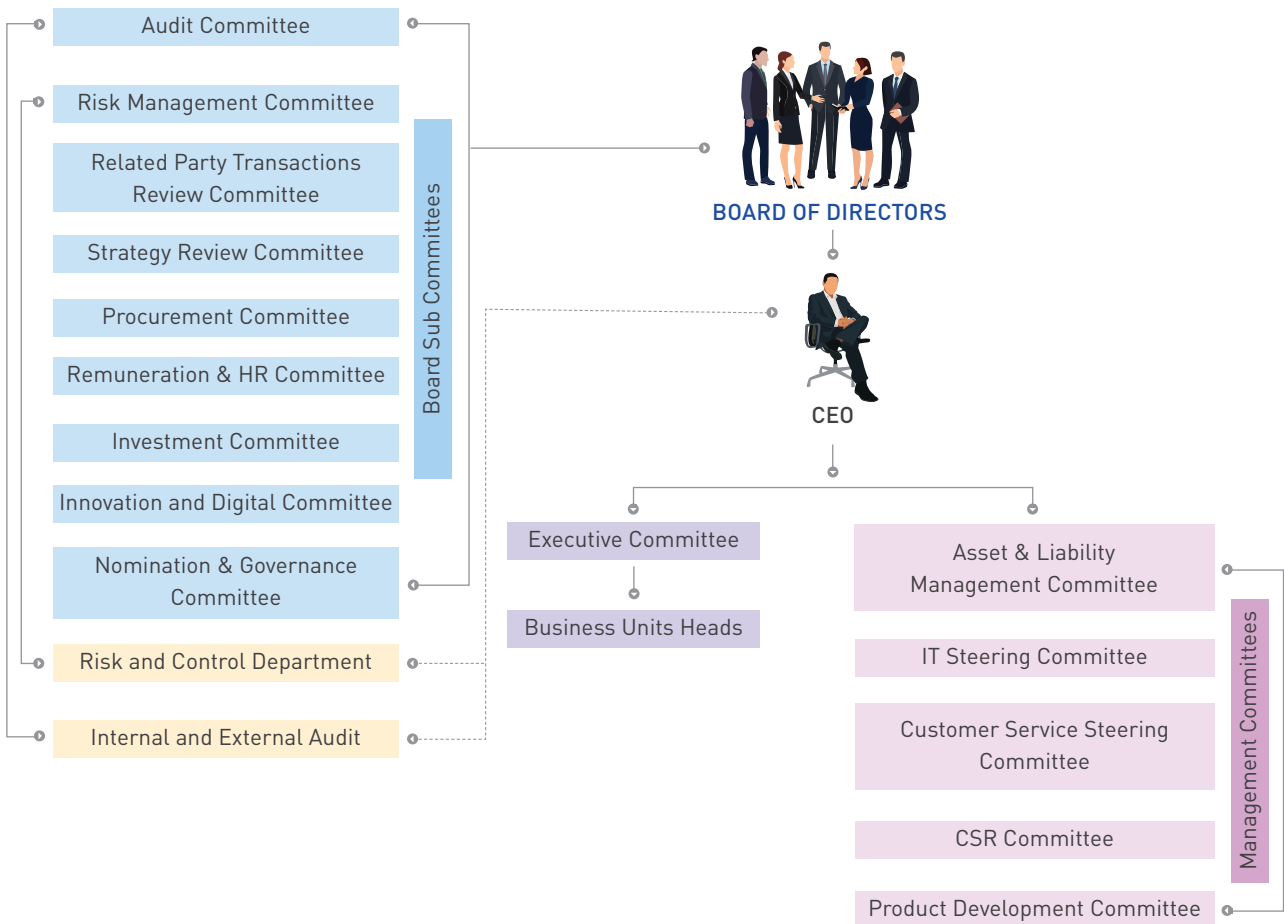 Audit Committee
Risk Management Committee
Related Party Transactions
Review Committee
Strategy Review Committee
Procurement Committee
Remuneration & HR Committee
Investment Committee
Innovation and Digital Committee
Nomination & Governance
Committee
Risk and Control Department
Internal and External Audit
Board Sub Committees
BOARD OF DIRECTORS
CEO
Executive Committee
Business Units Heads
Asset & Liability
Management Committee
IT Steering Committee
Customer Service Steering
Committee
CSR Committee
Product Development Committee
Management Committees